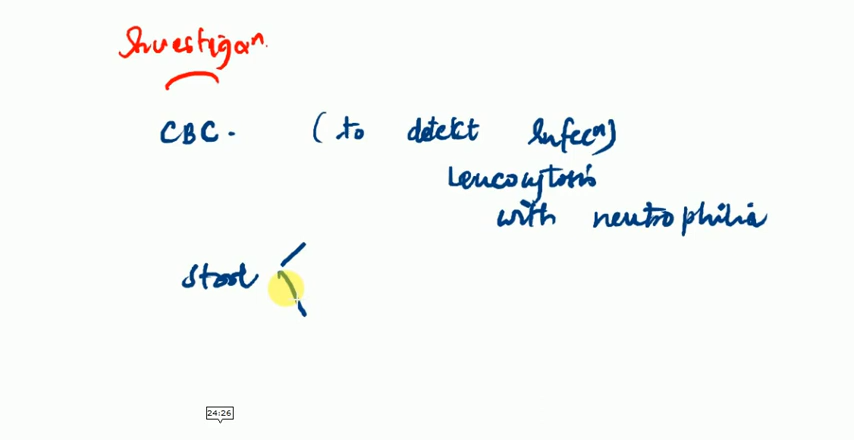 Investigaⁿ.
CBC. (to detect Infecⁿ)
Leucocytosis
with neutrophilia
Stool
24:26